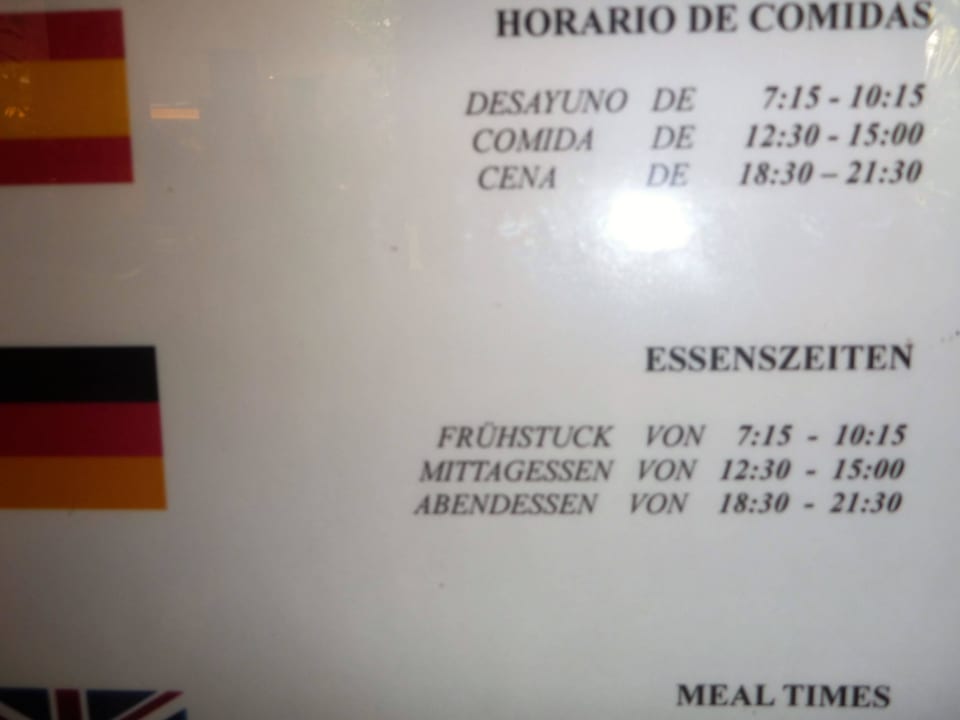 HORARIO DE COMIDAS
DESAYUNO DE 7:15 - 10:15
COMIDA DE 12:30 - 15:00
CENA DE 18:30 – 21:30
ESSENSZEITEN
FRÜHSTUCK VON 7:15 - 10:15
MITTAGESSEN VON 12:30 - 15:00
ABENDESSEN VON 18:30 - 21:30
MEAL TIMES